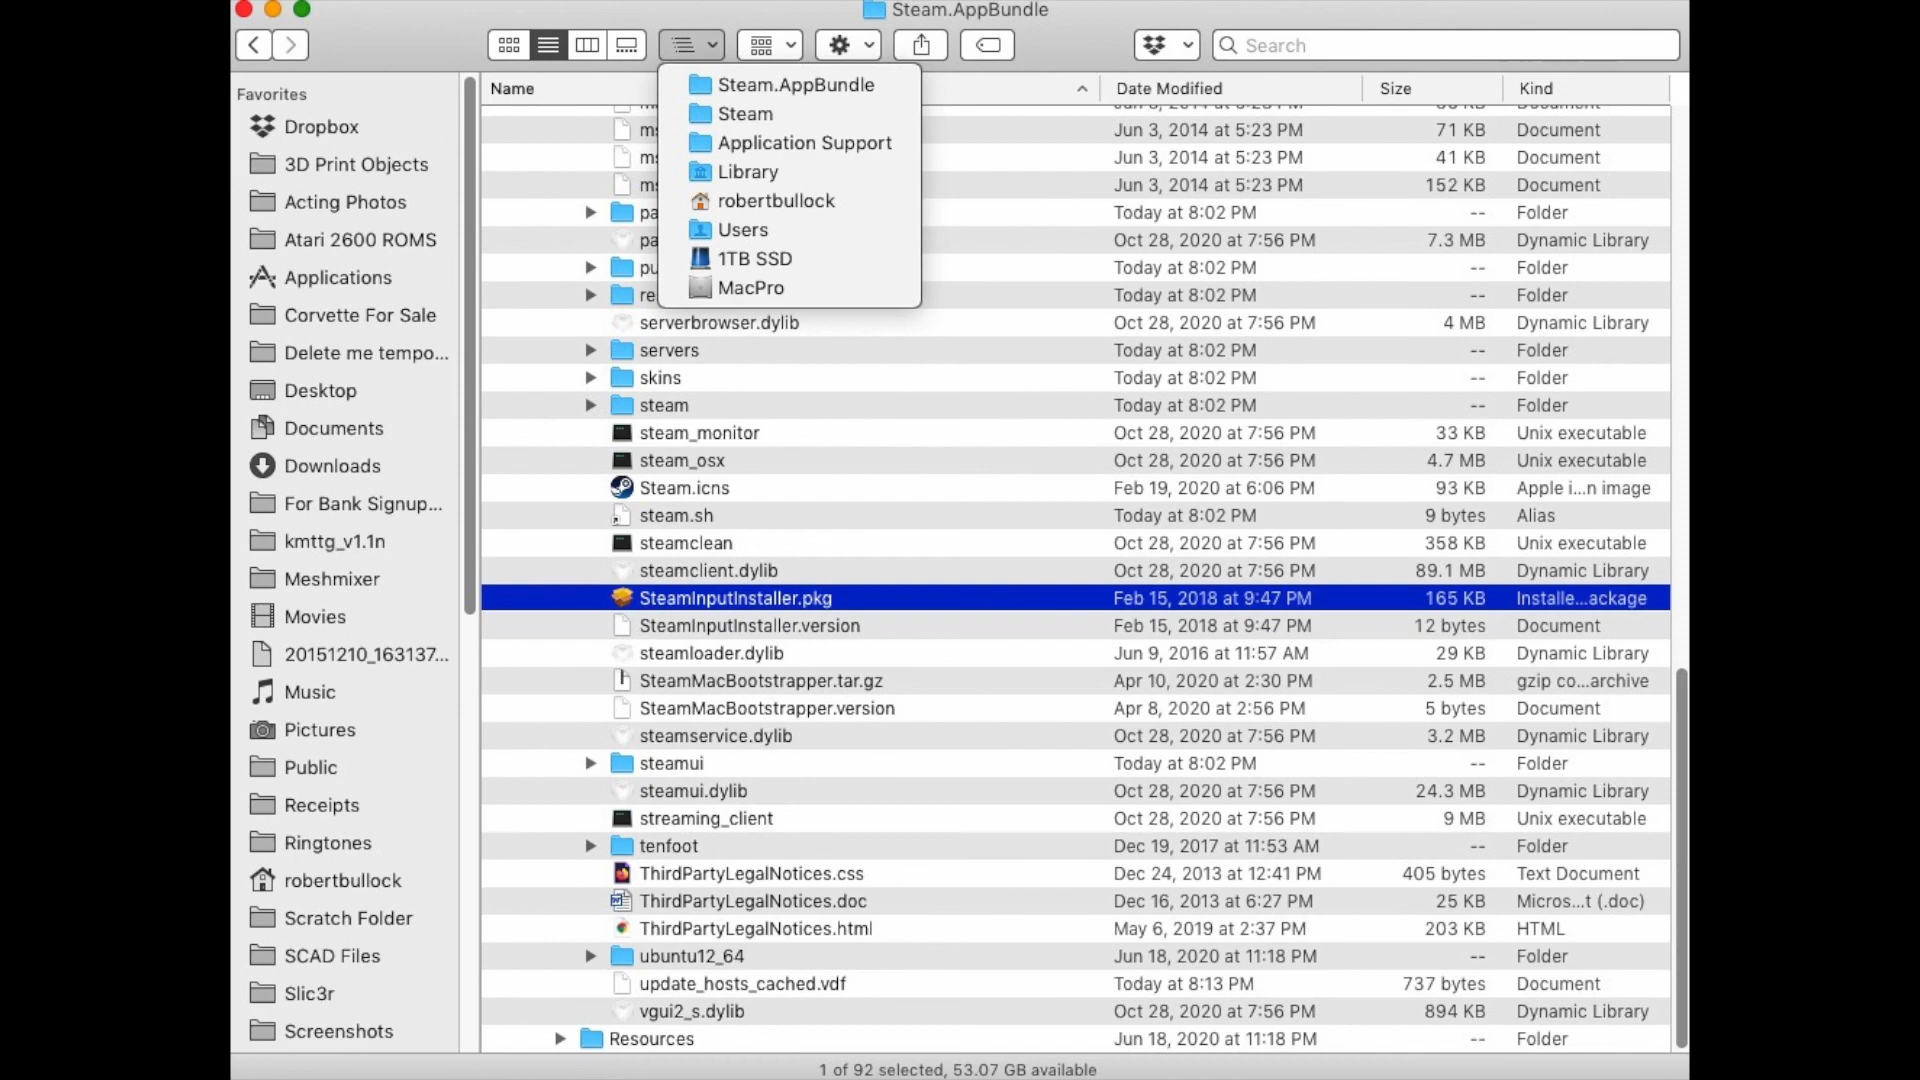 Steam.AppBundle
Search
Steam.AppBundle
Steam
Application Support
Library
robertbullock
Users
1TB SSD
MacPro
Favorites
Dropbox
3D Print Objects
Acting Photos
Atari 2600 ROMS
Applications
Corvette For Sale
Delete me tempo...
Desktop
Documents
Downloads
For Bank Signup...
kmttg_v1.1n
Meshmixer
Movies
20151210_163137...
Music
Pictures
Public
Receipts
Ringtones
robertbullock
Scratch Folder
SCAD Files
Slic3r
Screenshots
Name Date Modified Size Kind
Jun 3, 2014 at 5:23 PM 71 KB Document
Jun 3, 2014 at 5:23 PM 41 KB Document
Jun 3, 2014 at 5:23 PM 152 KB Document
Today at 8:02 PM -- Folder
Oct 28, 2020 at 7:56 PM 7.3 MB Dynamic Library
Today at 8:02 PM -- Folder
Today at 8:02 PM -- Folder
serverbrowser.dylib Oct 28, 2020 at 7:56 PM 4 MB Dynamic Library
servers Today at 8:02 PM -- Folder
skins Today at 8:02 PM -- Folder
steam Today at 8:02 PM -- Folder
steam_monitor Oct 28, 2020 at 7:56 PM 33 KB Unix executable
steam_osx Oct 28, 2020 at 7:56 PM 4.7 MB Unix executable
Steam.icns Feb 19, 2020 at 6:06 PM 93 KB Apple i...n image
steam.sh Today at 8:02 PM 9 bytes Alias
steamclean Oct 28, 2020 at 7:56 PM 358 KB Unix executable
steamclient.dylib Oct 28, 2020 at 7:56 PM 89.1 MB Dynamic Library
SteamInputInstaller.pkg Feb 15, 2018 at 9:47 PM 165 KB Installe...ackage
SteamInputInstaller.version Feb 15, 2018 at 9:47 PM 12 bytes Document
steamloader.dylib Jun 9, 2016 at 11:57 AM 29 KB Dynamic Library
SteamMacBootstrapper.tar.gz Apr 10, 2020 at 2:30 PM 2.5 MB gzip co...archive
SteamMacBootstrapper.version Apr 8, 2020 at 2:56 PM 5 bytes Document
steamservice.dylib Oct 28, 2020 at 7:56 PM 3.2 MB Dynamic Library
steamui Today at 8:02 PM -- Folder
steamui.dylib Oct 28, 2020 at 7:56 PM 24.3 MB Dynamic Library
streaming_client Oct 28, 2020 at 7:56 PM 9 MB Unix executable
tenfoot Dec 19, 2017 at 11:53 AM -- Folder
ThirdPartyLegalNotices.css Dec 24, 2013 at 12:41 PM 405 bytes Text Document
ThirdPartyLegalNotices.doc Dec 16, 2013 at 6:27 PM 25 KB Micros...t (.doc)
ThirdPartyLegalNotices.html May 6, 2019 at 2:37 PM 203 KB HTML
ubuntu12_64 Jun 18, 2020 at 11:18 PM -- Folder
update_hosts_cached.vdf Today at 8:13 PM 737 bytes Document
vgui2_s.dylib Oct 28, 2020 at 7:56 PM 894 KB Dynamic Library
Resources Jun 18, 2020 at 11:18 PM -- Folder
1 of 92 selected, 53.07 GB available